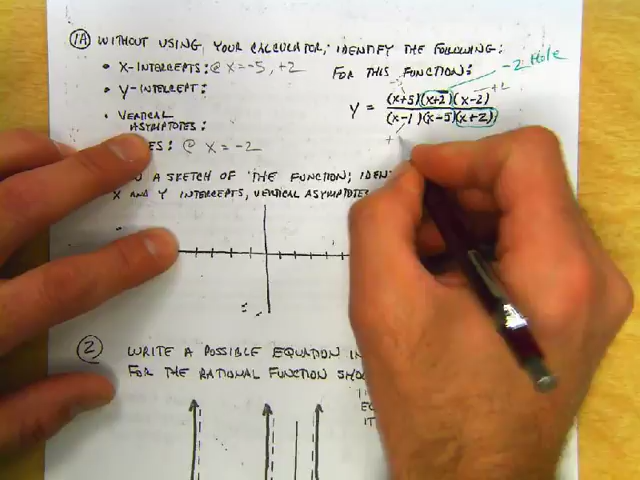 1A WITHOUT USING YOUR CALCULATOR, IDENTIFY THE FOLLOWING:
• X-INTERCEPTS: @ X=-5, +2
FOR THIS FUNCTION:
-2 Hole
• Y-INTERCEPT:
-5
+2
Y = (X+5)(X+2)(X-2)
(X-1)(X-5)(X+2)
• VERTICAL
ASYMPTOTES:
+
ES: @ X = -2
A SKETCH OF THE FUNCTION; IDEN
X AND Y INTERCEPTS, VERTICAL ASYMPTOTES
2 WRITE A POSSIBLE EQUATION IN
FOR THE RATIONAL FUNCTION SHO